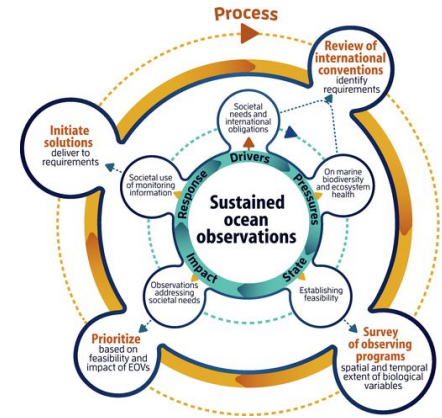 Process
Review of
international
conventions
identify
requirements
Societal
needs and
international
obligations
Initiate
solutions
deliver to
requirements
Drivers
Response
Pressures
Societal use
of monitoring
information
On marine
biodiversity
and ecosystem
health
Sustained
ocean
observations
Impact
State
Observations
addressing
societal needs
Establishing
feasibility
Prioritize
based on
feasibility and
impact of EOVs
Survey
of observing
programs
spatial and temporal
extent of biological
variables